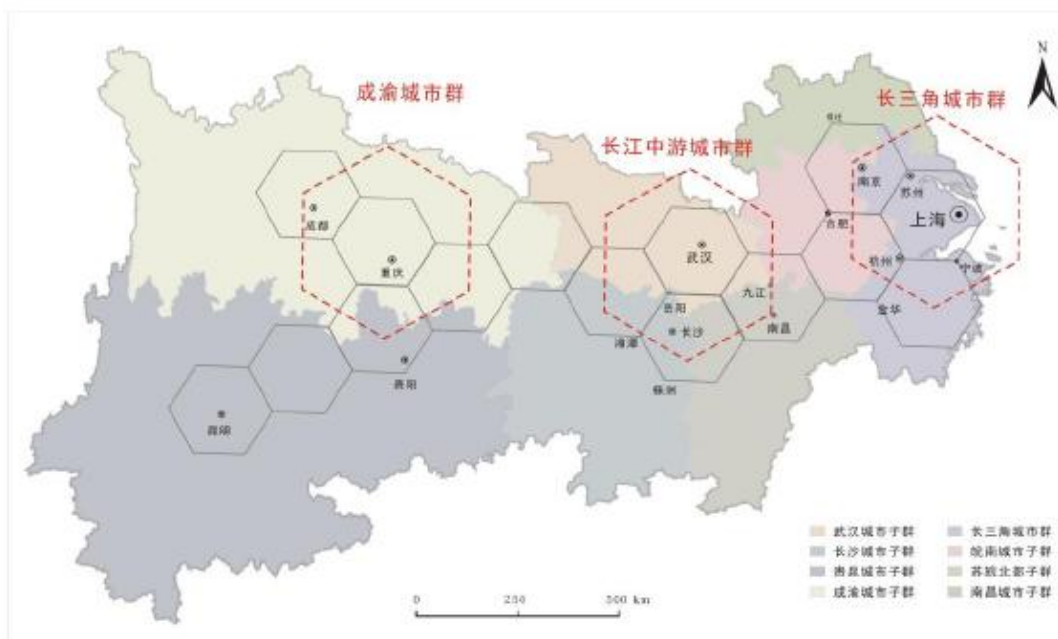 N
成渝城市群
长三角城市群
长江中游城市群
南京
苏州
成都
合肥
上海
重庆
武汉
杭州
宁波
九江
岳阳
金华
长沙
南昌
湘潭
贵阳
株洲
昆明
武汉城市子群
长三角城市群
长沙城市子群
皖南城市子群
贵昆城市子群
苏皖北部子群
成渝城市子群
南昌城市子群
0 250 500 km